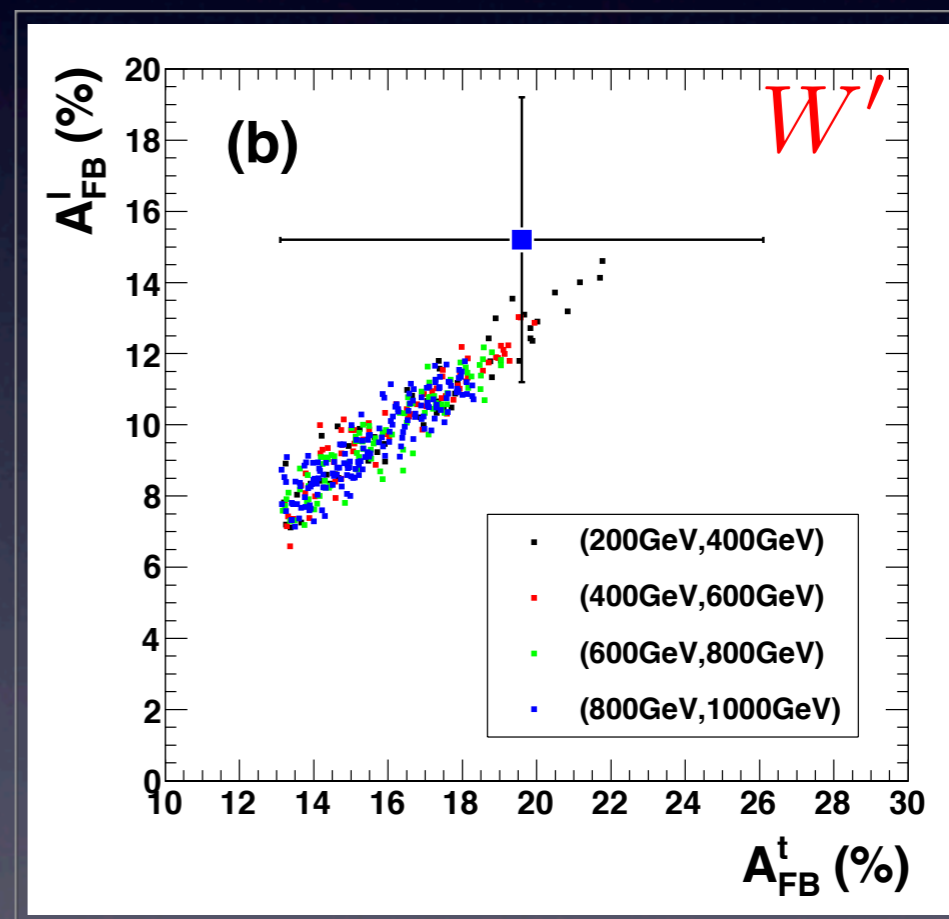 W′
(b)
A^l_FB (%)
20
18
16
14
12
10
8
6
4
2
0
(200GeV,400GeV)
(400GeV,600GeV)
(600GeV,800GeV)
(800GeV,1000GeV)
10 12 14 16 18 20 22 24 26 28 30
A^t_FB (%)